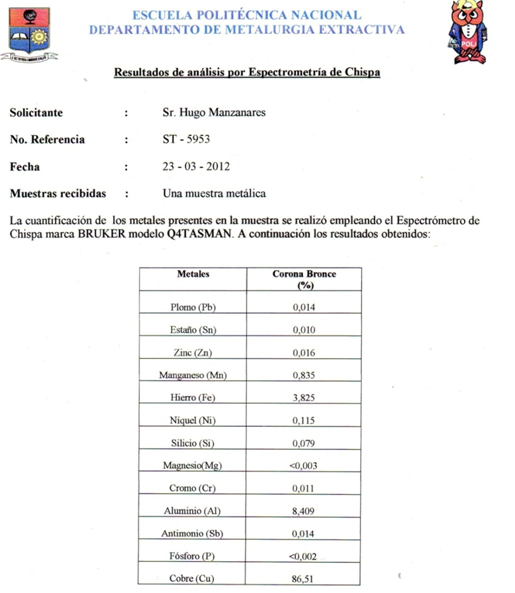 ESCUELA POLITÉCNICA NACIONAL
DEPARTAMENTO DE METALURGIA EXTRACTIVA
POLI
Resultados de análisis por Espectrometría de Chispa
Solicitante : Sr. Hugo Manzanares
No. Referencia : ST - 5953
Fecha : 23 - 03 - 2012
Muestras recibidas : Una muestra metálica
La cuantificación de los metales presentes en la muestra se realizó empleando el Espectrómetro de
Chispa marca BRUKER modelo Q4TASMAN. A continuación los resultados obtenidos:
Metales Corona Bronce
(%)
Plomo (Pb) 0,014
Estaño (Sn) 0,010
Zinc (Zn) 0,016
Manganeso (Mn) 0,835
Hierro (Fe) 3,825
Níquel (Ni) 0,115
Silicio (Si) 0,079
Magnesio(Mg) <0,003
Cromo (Cr) 0,011
Aluminio (Al) 8,409
Antimonio (Sb) 0,014
Fósforo (P) <0,002
Cobre (Cu) 86,51